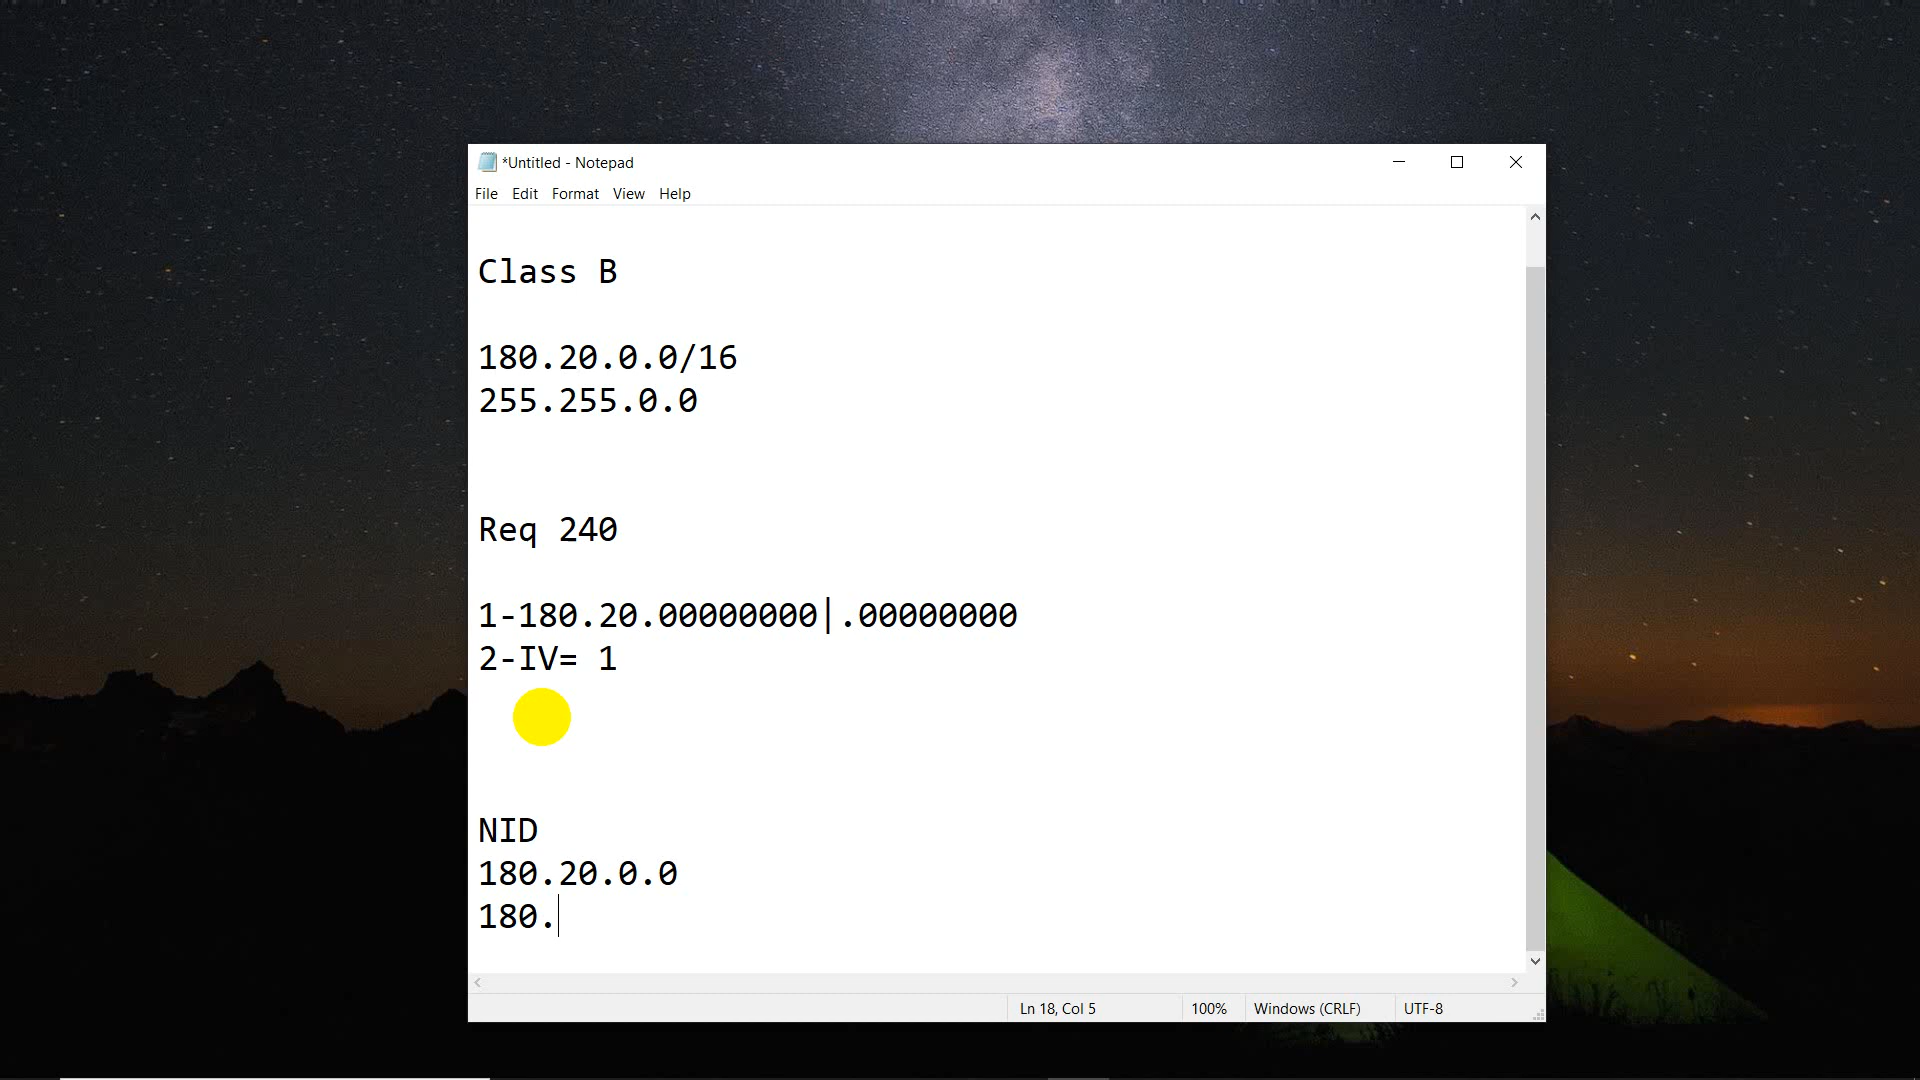 *Untitled - Notepad
File Edit Format View Help
Class B
180.20.0.0/16
255.255.0.0
Req 240
1-180.20.00000000|.00000000
2-IV= 1
NID
180.20.0.0
180.
Ln 18, Col 5 100% Windows (CRLF) UTF-8